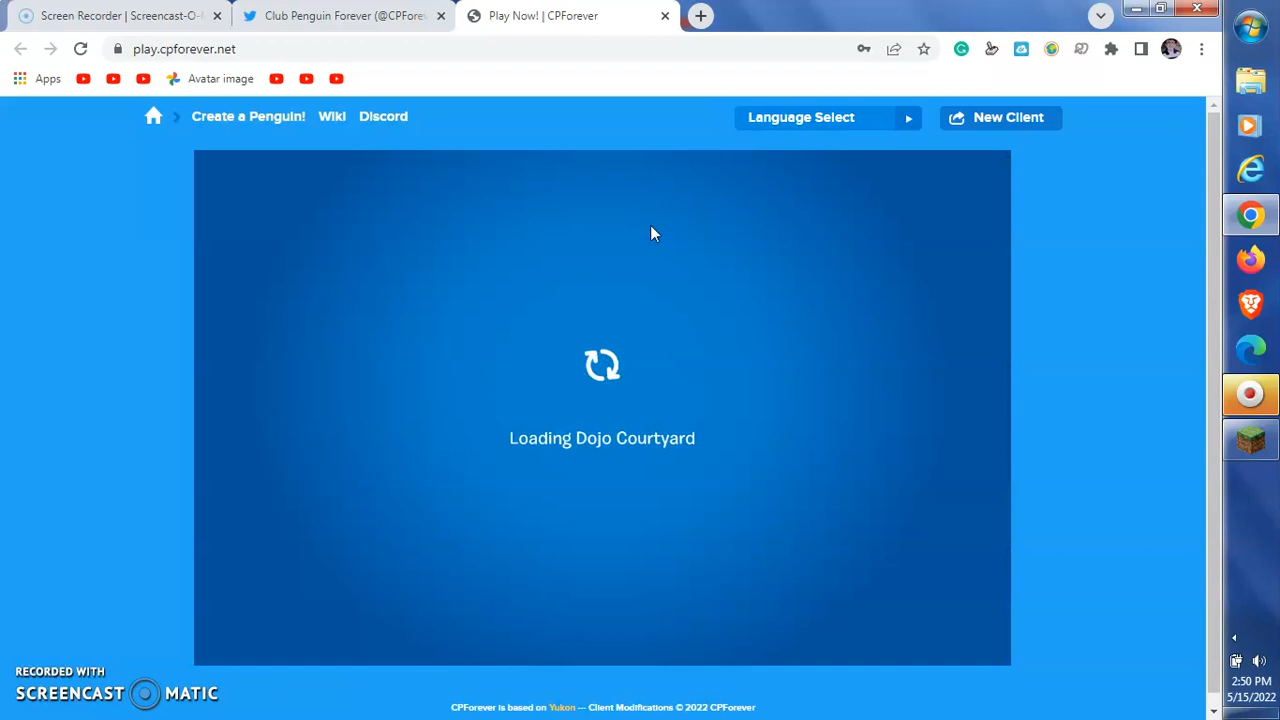 Screen Recorder | Screencast-O-
Club Penguin Forever (@CPFore
Play Now! | CPForever
play.cpforever.net
Apps
Avatar image
Create a Penguin! Wiki Discord
Language Select
New Client
Loading Dojo Courtyard
RECORDED WITH
SCREENCAST MATIC
CPForever is based on Yukon — Client Modifications © 2022 CPForever
2:50 PM
5/15/2022